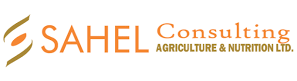 SAHEL Consulting
AGRICULTURE & NUTRITION LTD.